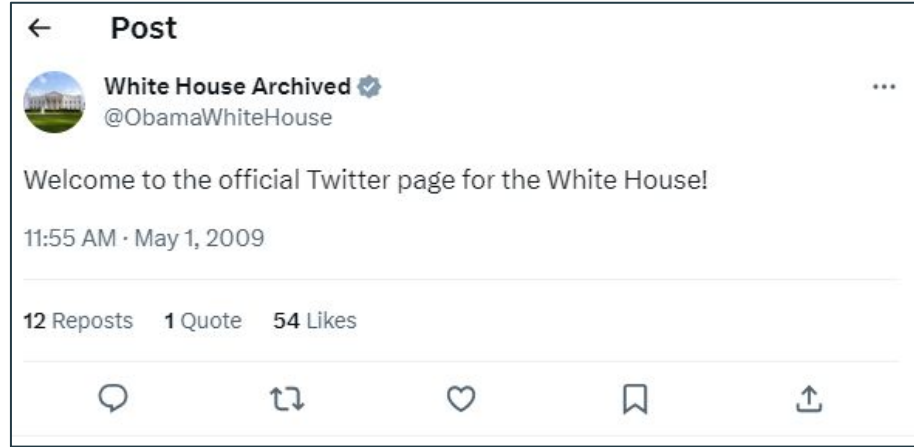 Post
White House Archived
@ObamaWhiteHouse
Welcome to the official Twitter page for the White House!
11:55 AM · May 1, 2009
12 Reposts 1 Quote 54 Likes